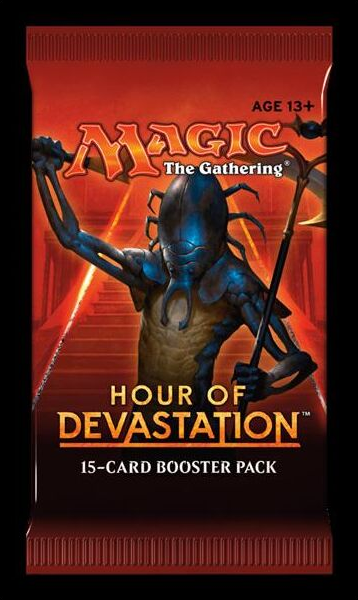 AGE 13+
MAGIC
The Gathering®
HOUR OF
DEVASTATION™
15-CARD BOOSTER PACK